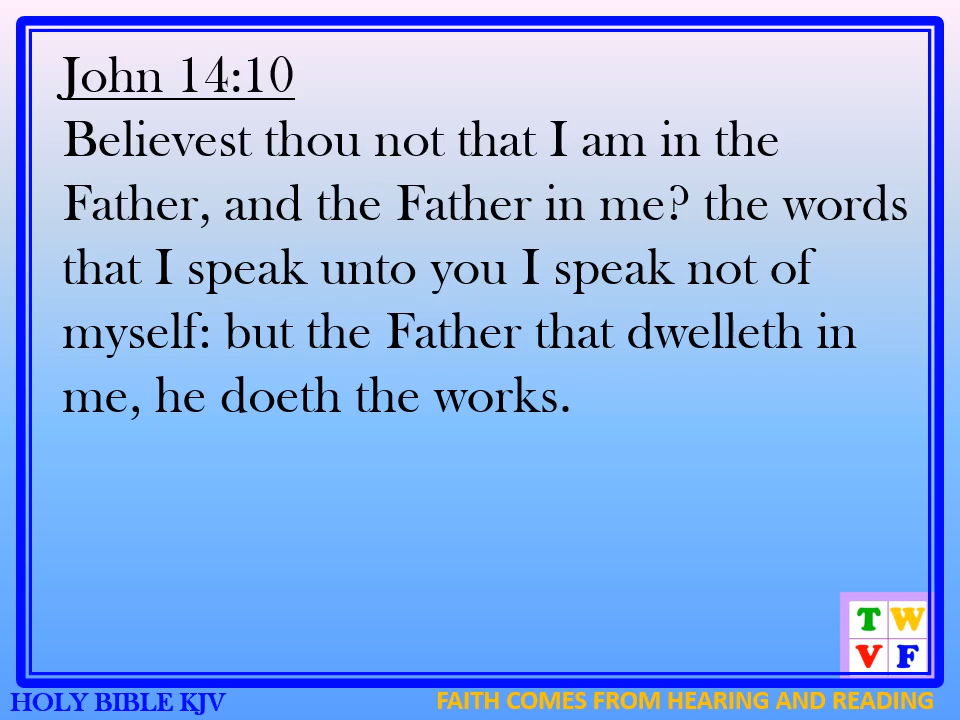 John 14:10
Believest thou not that I am in the
Father, and the Father in me? the words
that I speak unto you I speak not of
myself: but the Father that dwelleth in
me, he doeth the works.
T W
V F
HOLY BIBLE KJV
FAITH COMES FROM HEARING AND READING